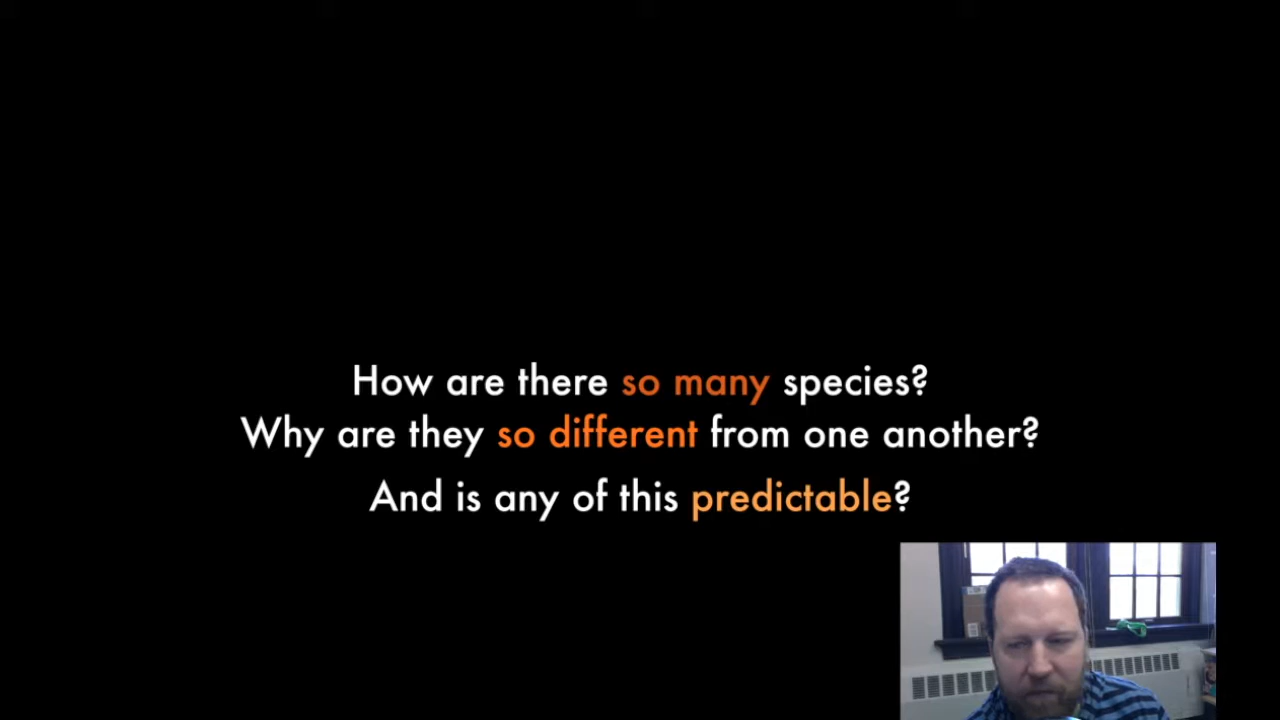 How are there so many species?
Why are they so different from one another?
And is any of this predictable?